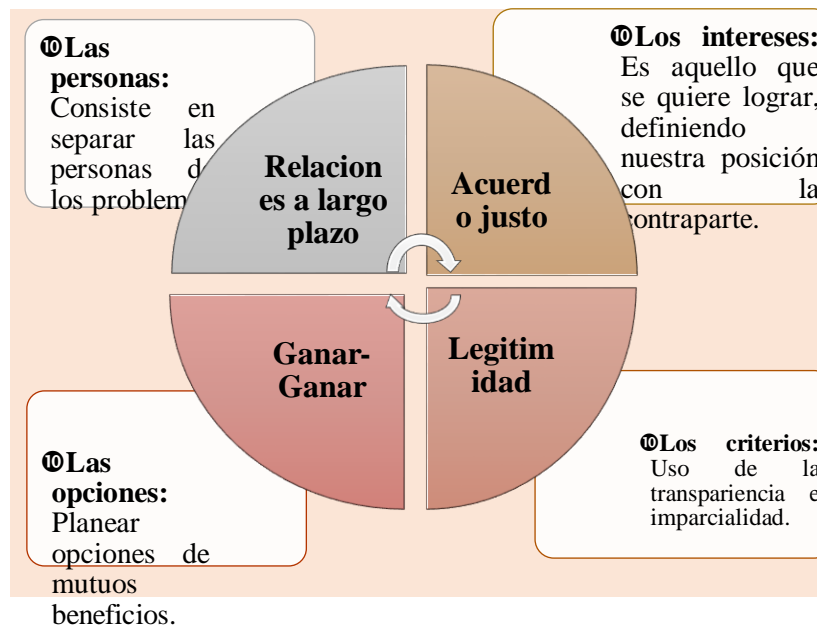 ❿Las
personas:
Consiste en
separar las
personas d
los problem
Relacion
es a largo
plazo
Acuerd
o justo
❿Los intereses:
Es aquello que
se quiere lograr,
definiendo
nuestra posición
con la
contraparte.
Ganar-
Ganar
Legitim
idad
❿Las
opciones:
Planear
opciones de
mutuos
beneficios.
❿Los criterios:
Uso de la
transpariencia e
imparcialidad.